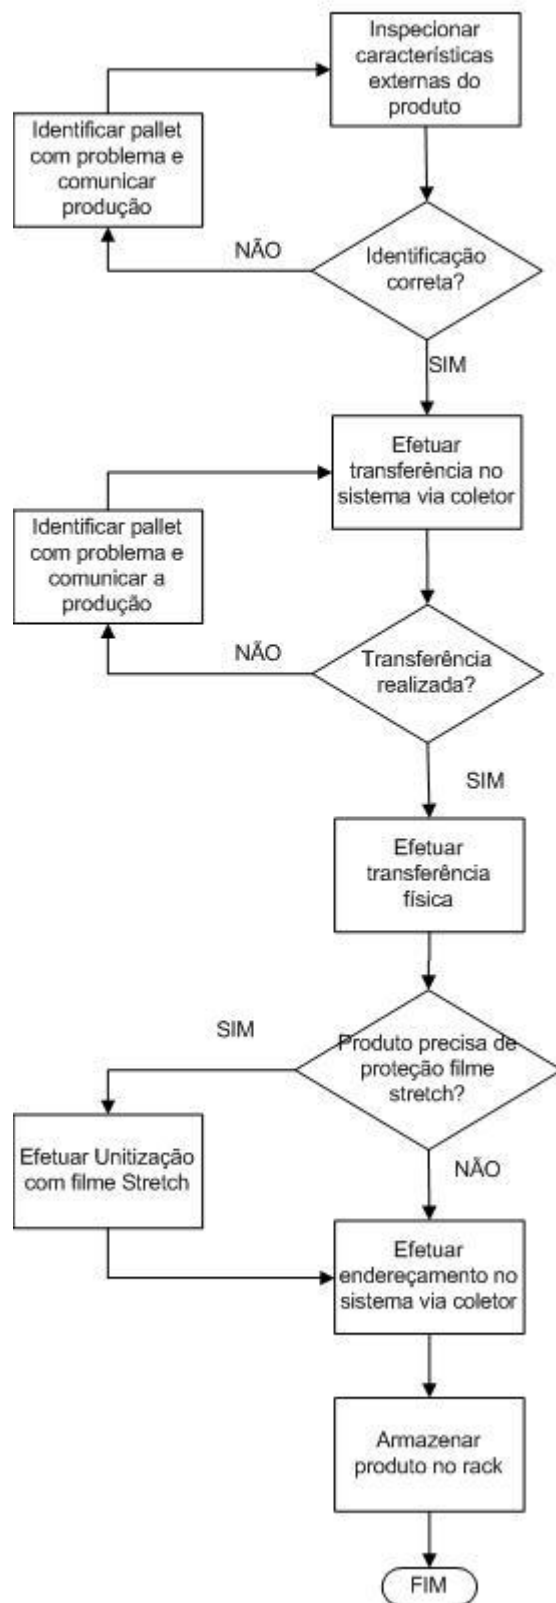 Inspecionar
características
externas do
produto
Identificar pallet
com problema e
comunicar
produção
NÃO
Identificação
correta?
SIM
Efetuar
transferência no
sistema via coletor
Identificar pallet
com problema e
comunicar a
produção
NÃO
Transferência
realizada?
SIM
Efetuar
transferência
física
SIM
Produto precisa de
proteção filme
stretch?
Efetuar Unitização
com filme Stretch
NÃO
Efetuar
endereçamento no
sistema via coletor
Armazenar
produto no rack
FIM